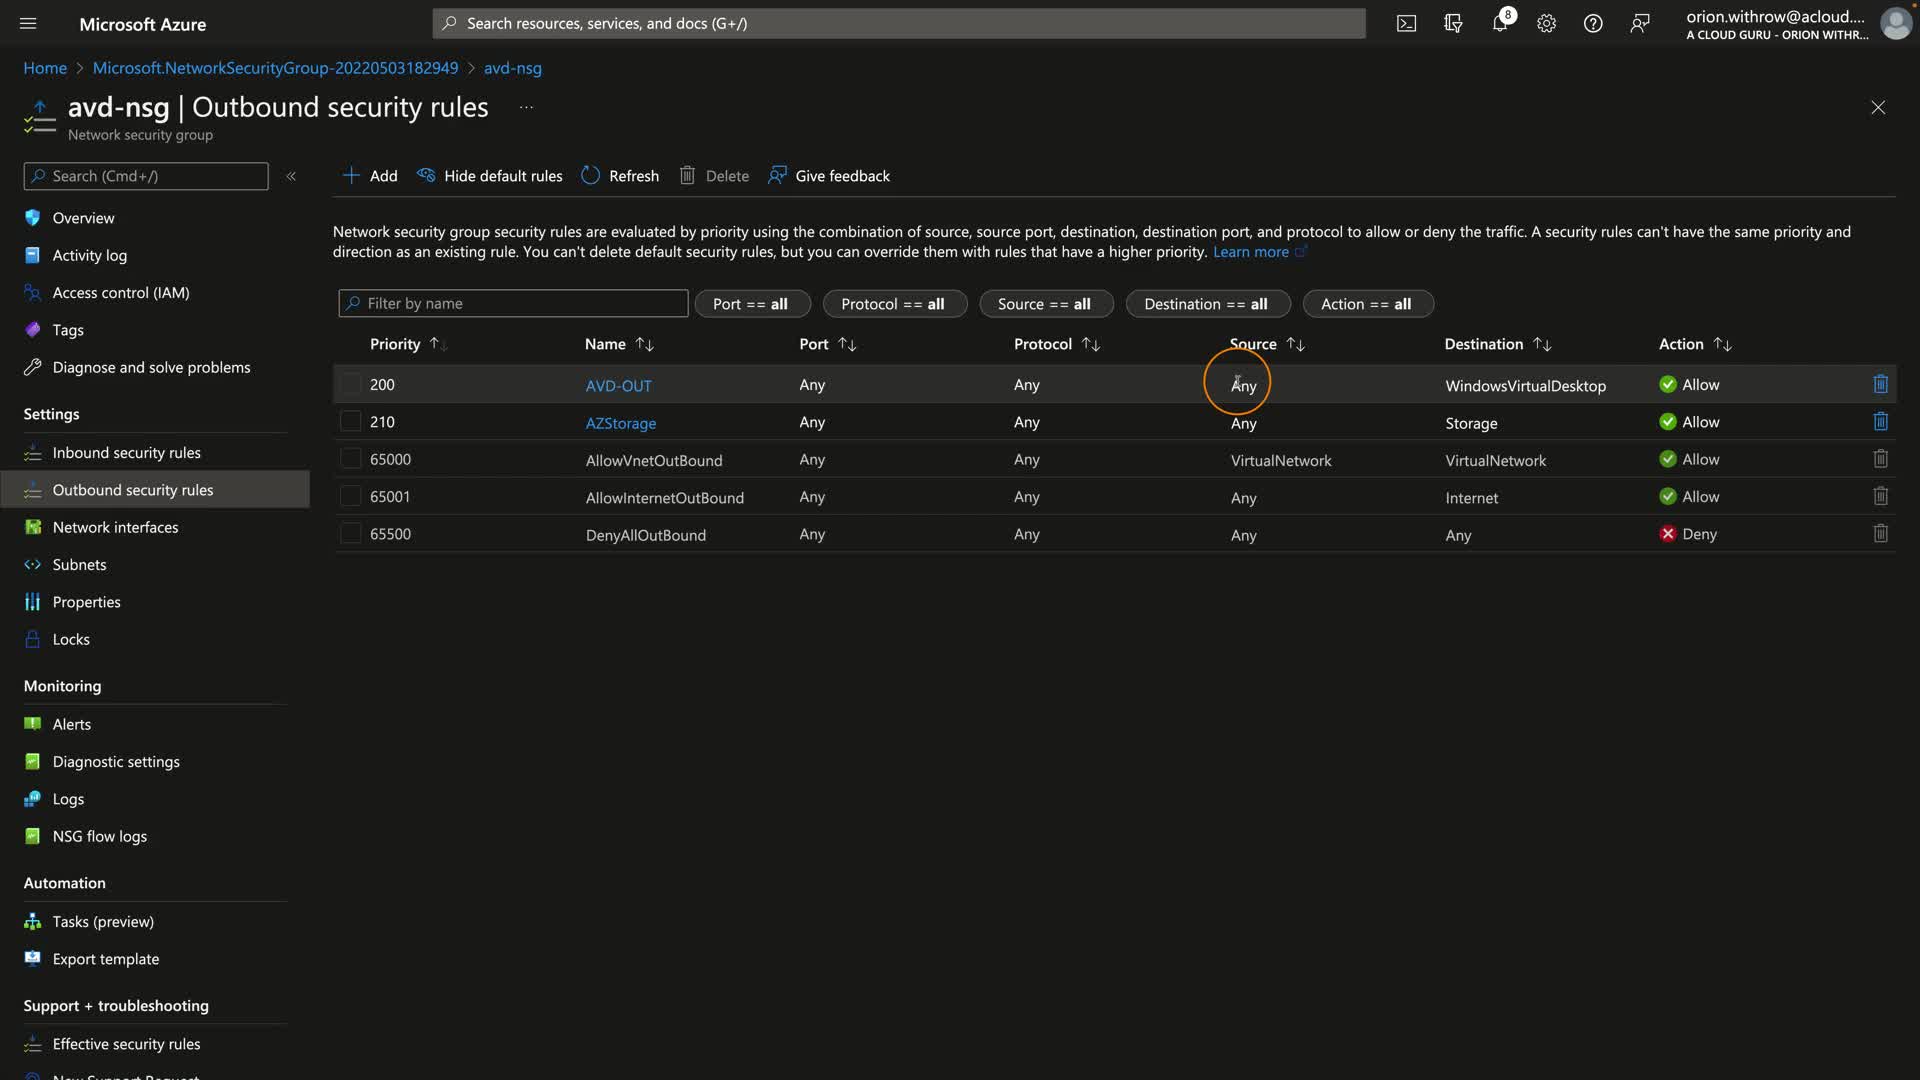 Microsoft Azure
Search resources, services, and docs (G+/)
8
orion.withrow@acloud....
A CLOUD GURU - ORION WITHR...
Home > Microsoft.NetworkSecurityGroup-20220503182949 > avd-nsg
avd-nsg | Outbound security rules ...
Network security group
Search (Cmd+/)
«
Overview
Activity log
Access control (IAM)
Tags
Diagnose and solve problems
Settings
Inbound security rules
Outbound security rules
Network interfaces
Subnets
Properties
Locks
Monitoring
Alerts
Diagnostic settings
Logs
NSG flow logs
Automation
Tasks (preview)
Export template
Support + troubleshooting
Effective security rules
New Support Request
Add Hide default rules Refresh Delete Give feedback
Network security group security rules are evaluated by priority using the combination of source, source port, destination, destination port, and protocol to allow or deny the traffic. A security rules can't have the same priority and
direction as an existing rule. You can't delete default security rules, but you can override them with rules that have a higher priority. Learn more
Filter by name Port == all Protocol == all Source == all Destination == all Action == all
Priority ↑↓ Name ↑↓ Port ↑↓ Protocol ↑↓ Source ↑↓ Destination ↑↓ Action ↑↓
200 AVD-OUT Any Any Any WindowsVirtualDesktop Allow
210 AZStorage Any Any Any Storage Allow
65000 AllowVnetOutBound Any Any VirtualNetwork VirtualNetwork Allow
65001 AllowInternetOutBound Any Any Any Internet Allow
65500 DenyAllOutBound Any Any Any Any Deny